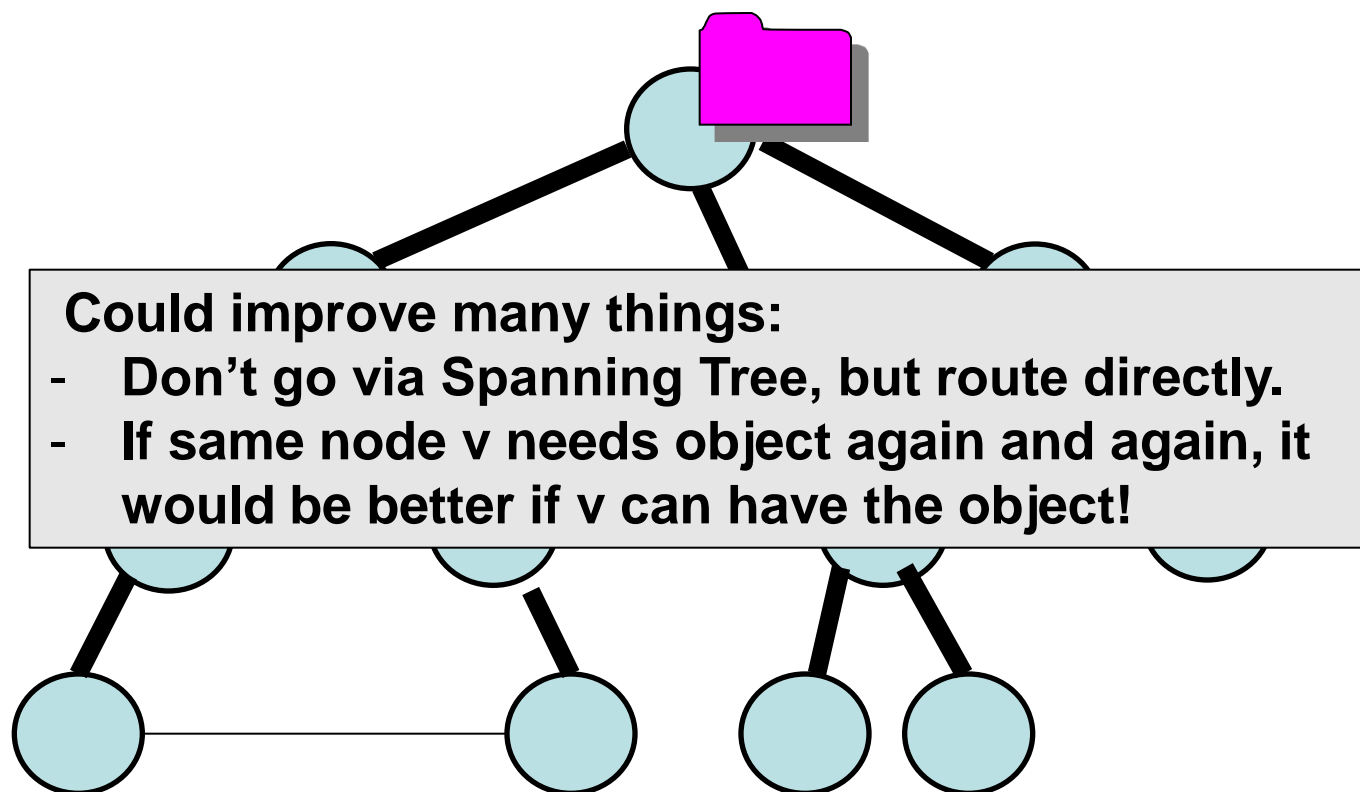 Could improve many things:
- Don’t go via Spanning Tree, but route directly.
- If same node v needs object again and again, it
would be better if v can have the object!